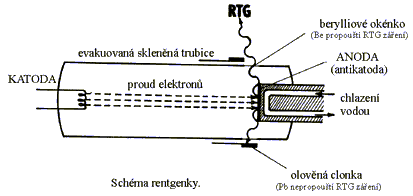 RTG
berylliové okénko
(Be propouští RTG záření)
evakuovaná skleněná trubice
ANODA
(antikatoda)
KATODA
proud elektronů
chlazení
vodou
olověná clonka
(Pb nepropouští RTG záření)
Schéma rentgenky.